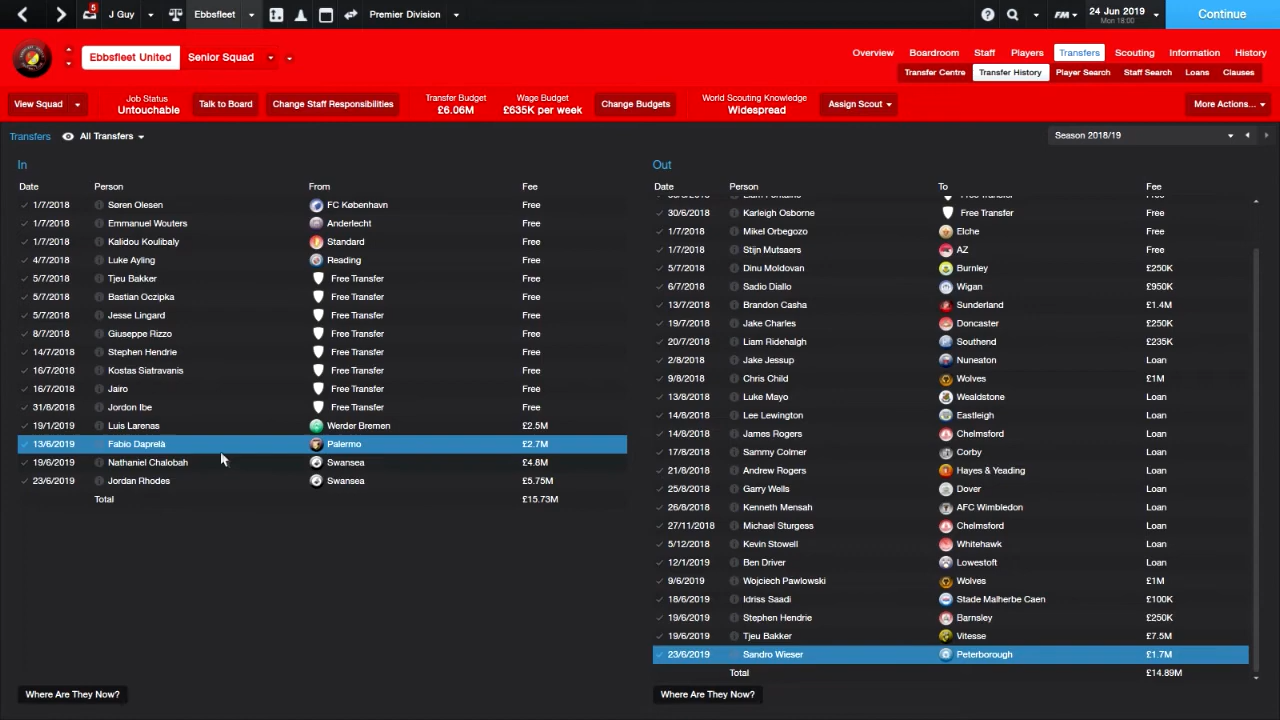 5 J Guy Ebbsfleet Premier Division FM 24 Jun 2019 Mon 18:00 Continue
Ebbsfleet United Senior Squad Overview Boardroom Staff Players Transfers Scouting Information History
Transfer Centre Transfer History Player Search Staff Search Loans Clauses
View Squad Job Status Untouchable Talk to Board Change Staff Responsibilities Transfer Budget £6.06M Wage Budget £635K per week Change Budgets World Scouting Knowledge Widespread Assign Scout More Actions...
Transfers All Transfers Season 2018/19
In
Date Person From Fee
1/7/2018 Søren Olesen FC København Free
1/7/2018 Emmanuel Wouters Anderlecht Free
1/7/2018 Kalidou Koulibaly Standard Free
4/7/2018 Luke Ayling Reading Free
5/7/2018 Tjeu Bakker Free Transfer Free
5/7/2018 Bastian Oczipka Free Transfer Free
5/7/2018 Jesse Lingard Free Transfer Free
8/7/2018 Giuseppe Rizzo Free Transfer Free
14/7/2018 Stephen Hendrie Free Transfer Free
16/7/2018 Kostas Siatravanis Free Transfer Free
16/7/2018 Jairo Free Transfer Free
31/8/2018 Jordon Ibe Free Transfer Free
19/1/2019 Luis Larenas Werder Bremen £2.5M
13/6/2019 Fabio Daprelà Palermo £2.7M
19/6/2019 Nathaniel Chalobah Swansea £4.8M
23/6/2019 Jordan Rhodes Swansea £5.75M
Total £15.73M
Where Are They Now?
Out
Date Person To Fee
30/6/2018 Karleigh Osborne Free Transfer Free
1/7/2018 Mikel Orbegozo Elche Free
1/7/2018 Stijn Mutsaers AZ Free
5/7/2018 Dinu Moldovan Burnley £250K
6/7/2018 Sadio Diallo Wigan £950K
13/7/2018 Brandon Casha Sunderland £1.4M
19/7/2018 Jake Charles Doncaster £250K
20/7/2018 Liam Ridehalgh Southend £235K
2/8/2018 Jake Jessup Nuneaton Loan
9/8/2018 Chris Child Wolves £1M
13/8/2018 Luke Mayo Wealdstone Loan
14/8/2018 Lee Lewington Eastleigh Loan
14/8/2018 James Rogers Chelmsford Loan
17/8/2018 Sammy Colmer Corby Loan
21/8/2018 Andrew Rogers Hayes & Yeading Loan
25/8/2018 Garry Wells Dover Loan
26/8/2018 Kenneth Mensah AFC Wimbledon Loan
27/11/2018 Michael Sturgess Chelmsford Loan
5/12/2018 Kevin Stowell Whitehawk Loan
12/1/2019 Ben Driver Lowestoft Loan
9/6/2019 Wojciech Pawlowski Wolves £1M
18/6/2019 Idriss Saadi Stade Malherbe Caen £100K
19/6/2019 Stephen Hendrie Barnsley £250K
19/6/2019 Tjeu Bakker Vitesse £7.5M
23/6/2019 Sandro Wieser Peterborough £1.7M
Total £14.89M
Where Are They Now?